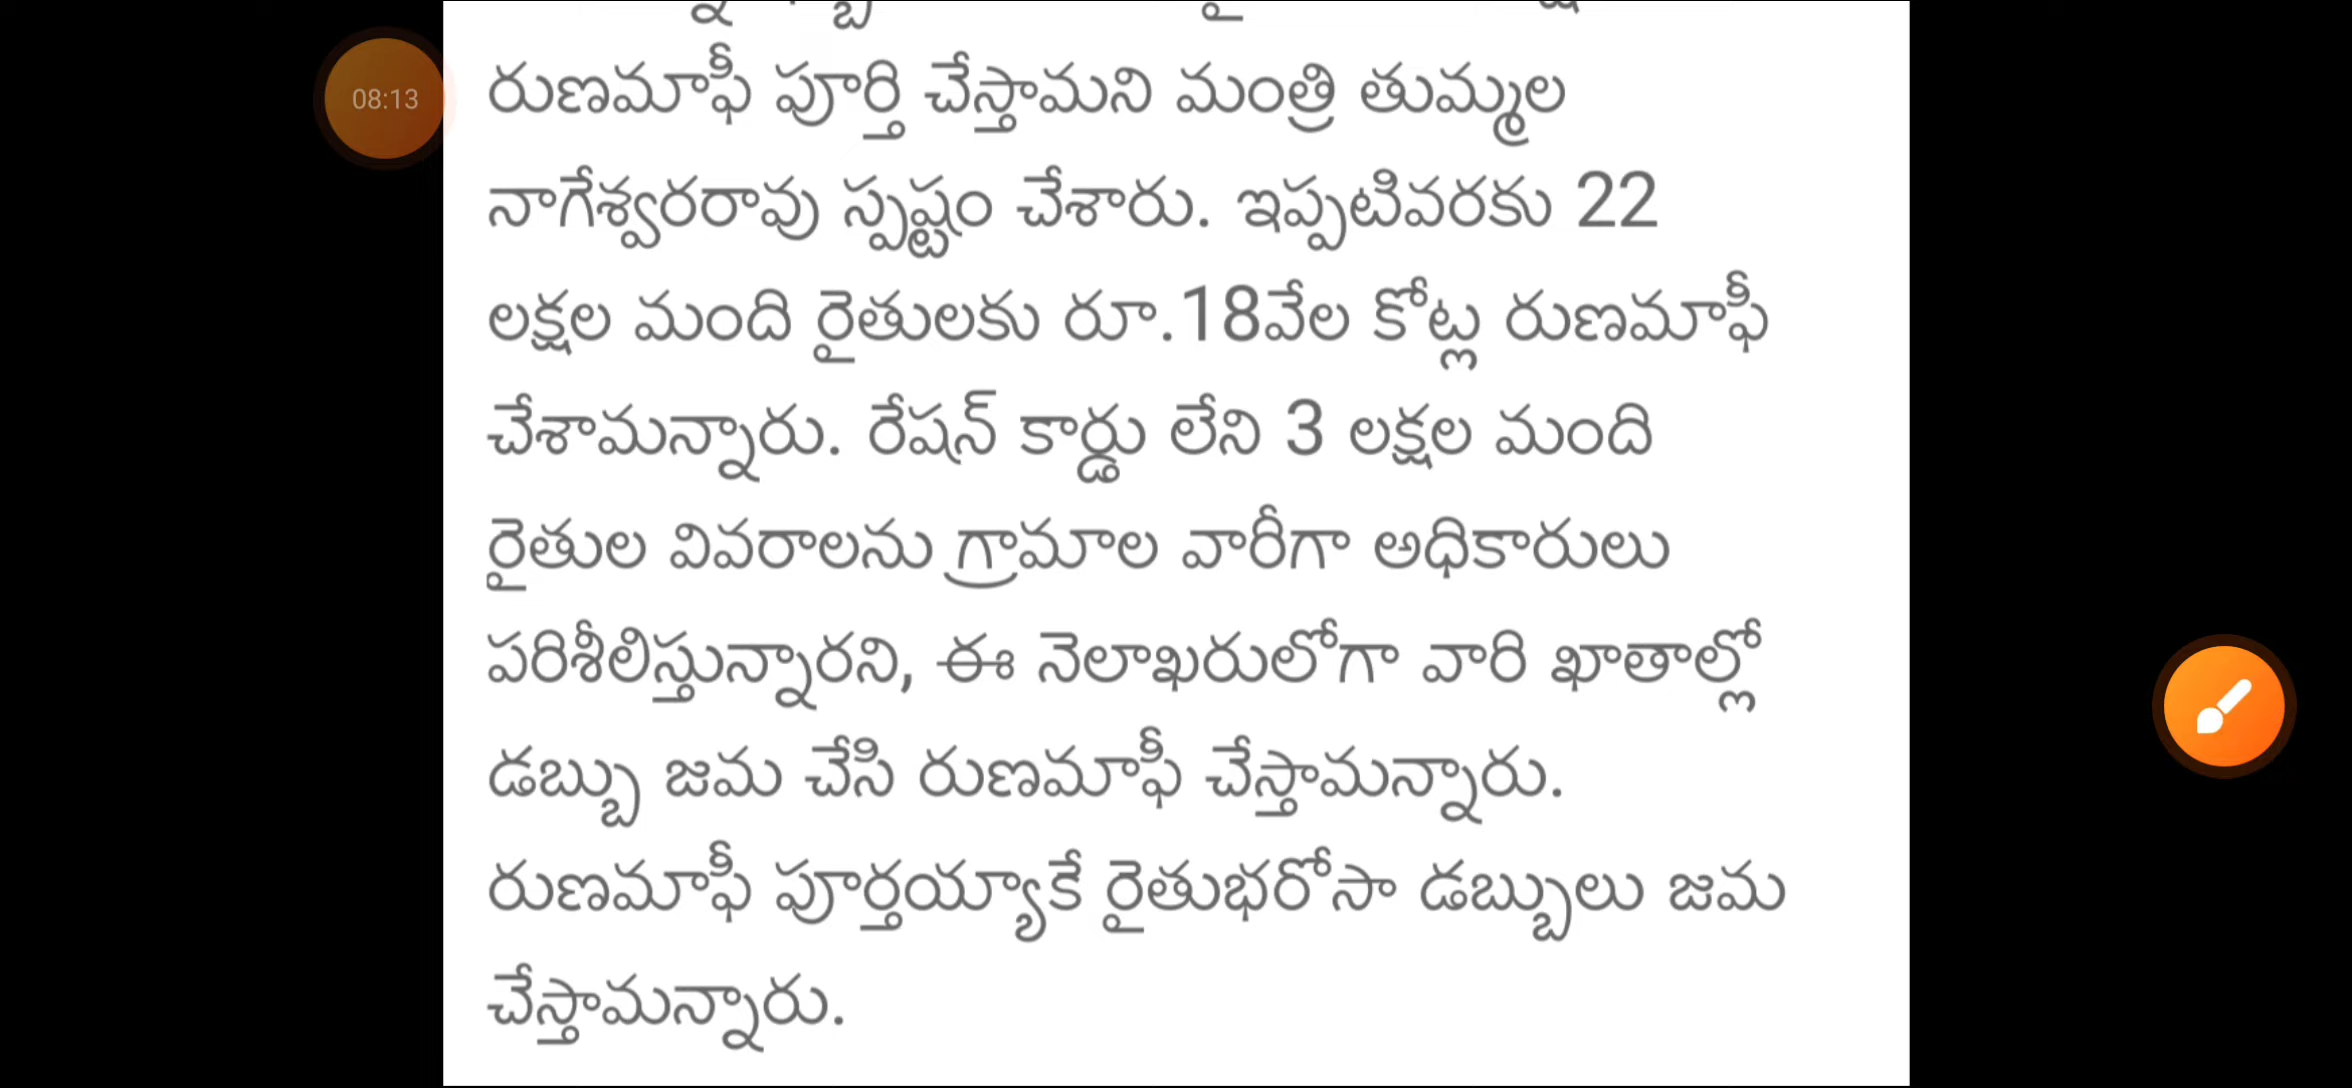 రుణమాఫీ పూర్తి చేస్తామని మంత్రి తుమ్మల
08:13
నాగేశ్వరరావు స్పష్టం చేశారు. ఇప్పటివరకు 22
లక్షల మంది రైతులకు రూ.18వేల కోట్ల రుణమాఫీ
చేశామన్నారు. రేషన్ కార్డు లేని 3 లక్షల మంది
రైతుల వివరాలను గ్రామాల వారీగా అధికారులు
పరిశీలిస్తున్నారని, ఈ నెలాఖరులోగా వారి ఖాతాల్లో
డబ్బు జమ చేసి రుణమాఫీ చేస్తామన్నారు.
రుణమాఫీ పూర్తయ్యాకే రైతుభరోసా డబ్బులు జమ
చేస్తామన్నారు.